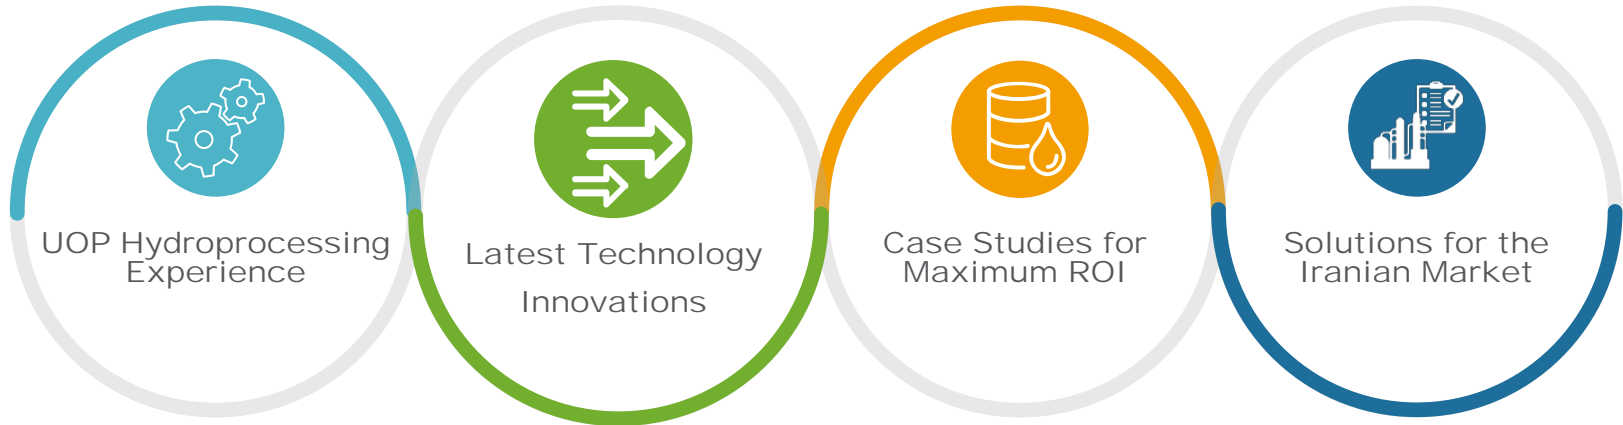 UOP Hydroprocessing
Experience
Latest Technology
Innovations
Case Studies for
Maximum ROI
Solutions for the
Iranian Market